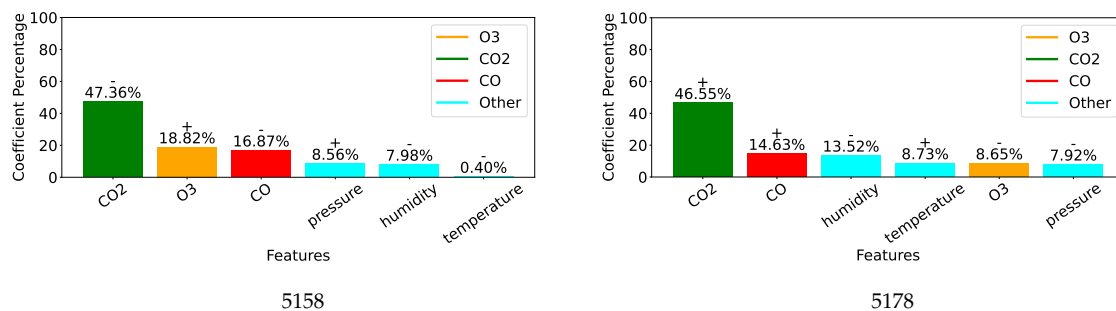 100
80
60
40
20
0
Coefficient Percentage
-
47.36%
+
18.82%
-
16.87%
+
8.56%
-
7.98%
-
0.40%
O3
CO2
CO
Other
CO2
O3
CO
pressure
humidity
temperature
Features
5158
100
80
60
40
20
0
Coefficient Percentage
+
46.55%
+
14.63%
-
13.52%
+
8.73%
-
8.65%
-
7.92%
O3
CO2
CO
Other
CO2
CO
humidity
temperature
O3
pressure
Features
5178